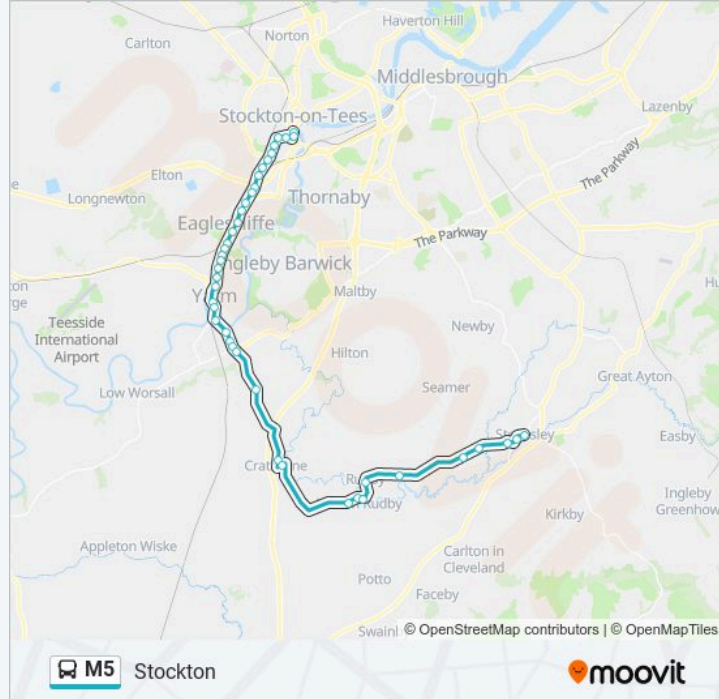 Haverton Hill
Carlton
Norton
Middlesbrough
Stockton-on-Tees
Lazenby
Elton
The Parkway
Longnewton
Thornaby
Eaglescliffe
The Parkway
Ingleby Barwick
Yarm
Maltby
Teesside
International
Airport
Newby
Hilton
Great Ayton
Low Worsall
Seamer
Stokesley
Easby
Crathorne
Rudby
Ingleby
Greenhow
Kirkby
Appleton Wiske
Carlton in
Cleveland
Potto
Faceby
Swainl
© OpenStreetMap contributors | © OpenMapTiles
M5 Stockton
moovit